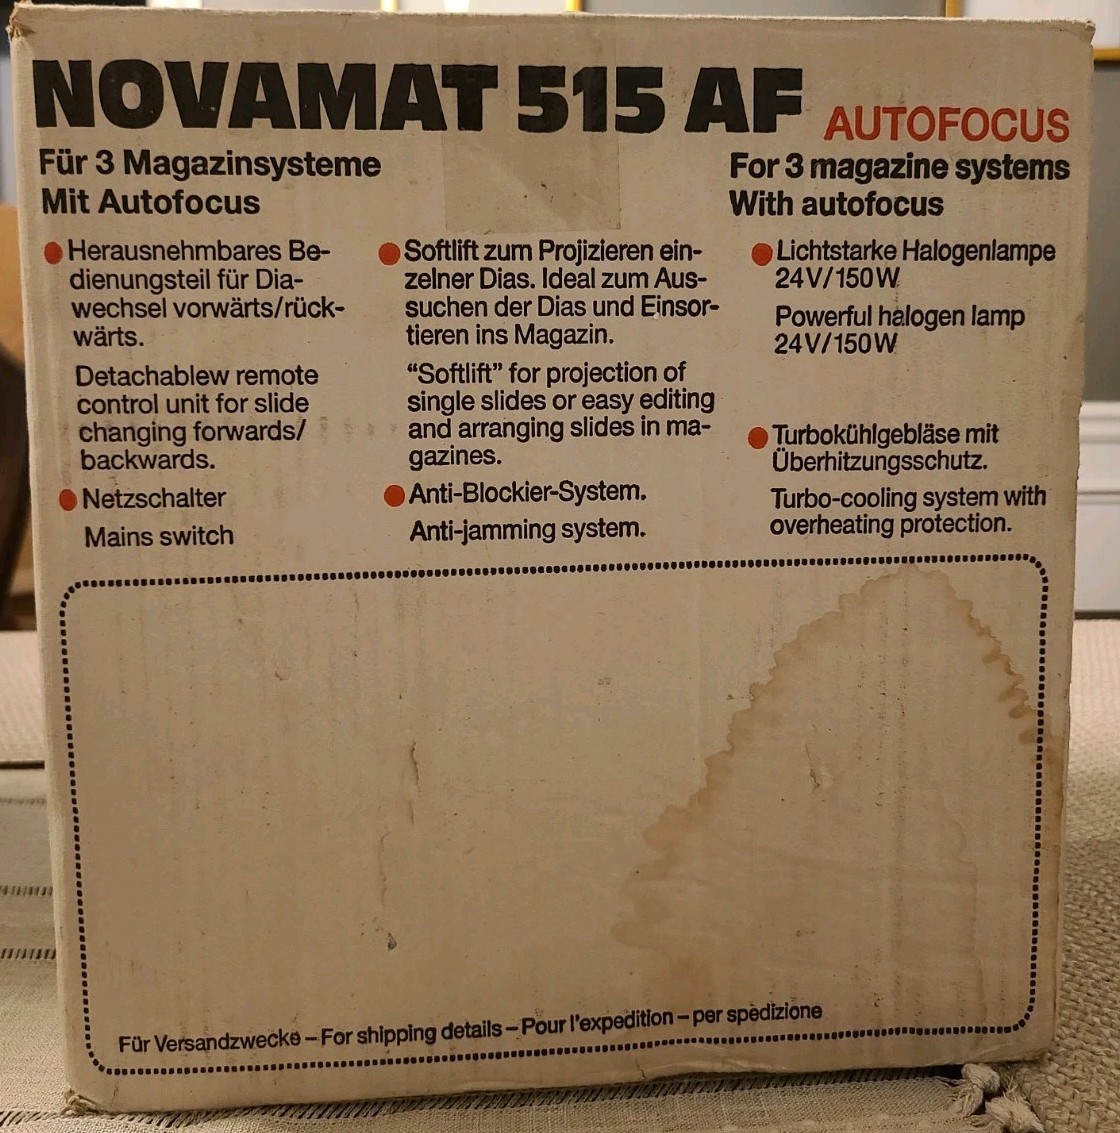 NOVAMAT 515 AF AUTOFOCUS
Für 3 Magazinsysteme
Mit Autofocus
For 3 magazine systems
With autofocus
Herausnehmbares Be-
dienungsteil für Dia-
wechsel vorwärts/rück-
wärts.
Detachablew remote
control unit for slide
changing forwards/
backwards.
Netzschalter
Mains switch
Softlift zum Projizieren ein-
zelner Dias. Ideal zum Aus-
suchen der Dias und Einsor-
tieren ins Magazin.
“Softlift” for projection of
single slides or easy editing
and arranging slides in ma-
gazines.
Anti-Blockier-System.
Anti-jamming system.
Lichtstarke Halogenlampe
24V/150W
Powerful halogen lamp
24V/150W
Turbokühlgebläse mit
Überhitzungsschutz.
Turbo-cooling system with
overheating protection.
Für Versandzwecke – For shipping details – Pour l'expedition – per spedizione